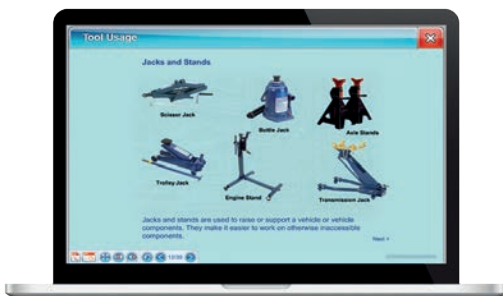 Tool Usage
Jacks and Stands
Scissor Jack
Bottle Jack
Axle Stands
Trolley Jack
Engine Stand
Transmission Jack
Jacks and stands are used to raise or support a vehicle or vehicle
components. They make it easier to work on otherwise inaccessible
components.
Next >